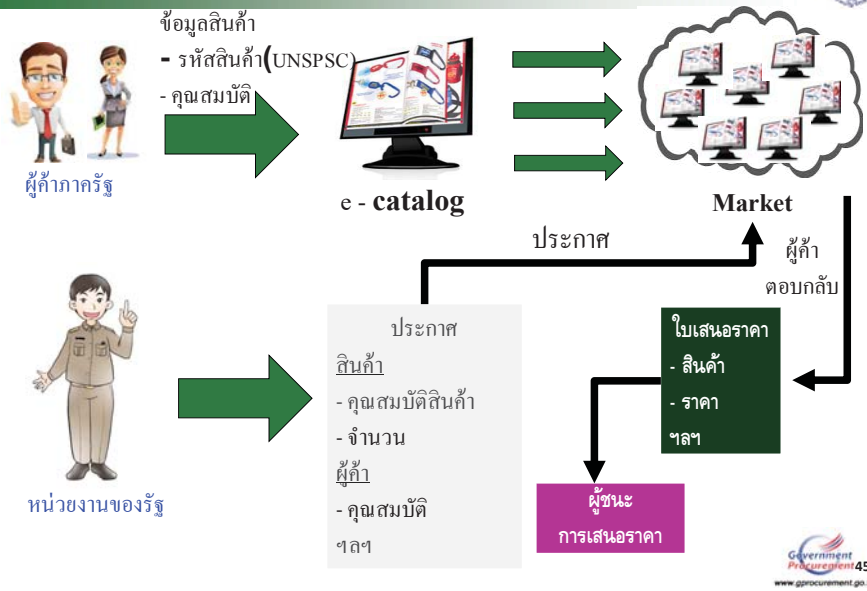 ข้อมูลสินค้า
- รหัสสินค้า(UNSPSC)
- คุณสมบัติ
ผู้ค้าภาครัฐ
e - catalog
Market
ประกาศ
ผู้ค้า
ตอบกลับ
หน่วยงานของรัฐ
ประกาศ
สินค้า
- คุณสมบัติสินค้า
- จำนวน
ผู้ค้า
- คุณสมบัติ
ฯลฯ
ใบเสนอราคา
- สินค้า
- ราคา
ฯลฯ
ผู้ชนะ
การเสนอราคา
Government
Procurement 45
www.gprocurement.go.